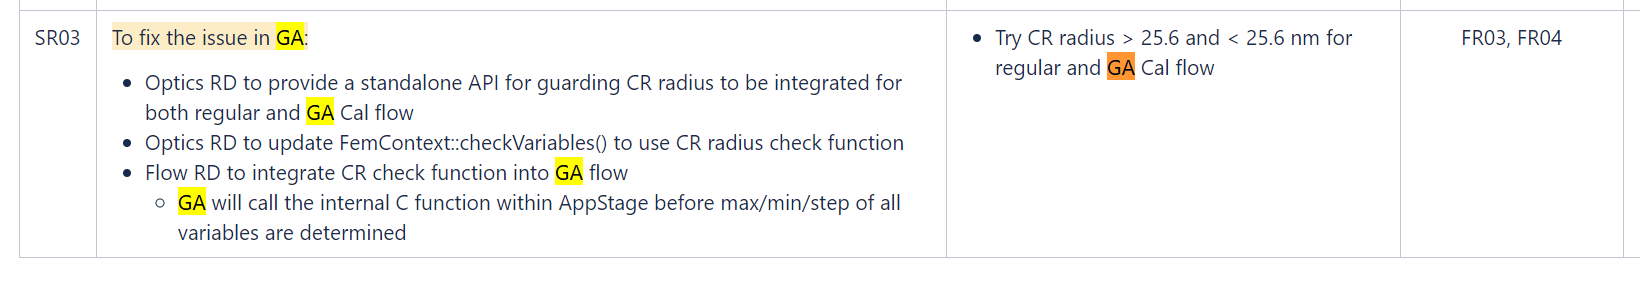 SR03
To fix the issue in GA:
• Optics RD to provide a standalone API for guarding CR radius to be integrated for
both regular and GA Cal flow
• Optics RD to update FemContext::checkVariables() to use CR radius check function
• Flow RD to integrate CR check function into GA flow
○ GA will call the internal C function within AppStage before max/min/step of all
variables are determined
• Try CR radius > 25.6 and < 25.6 nm for
regular and GA Cal flow
FR03, FR04